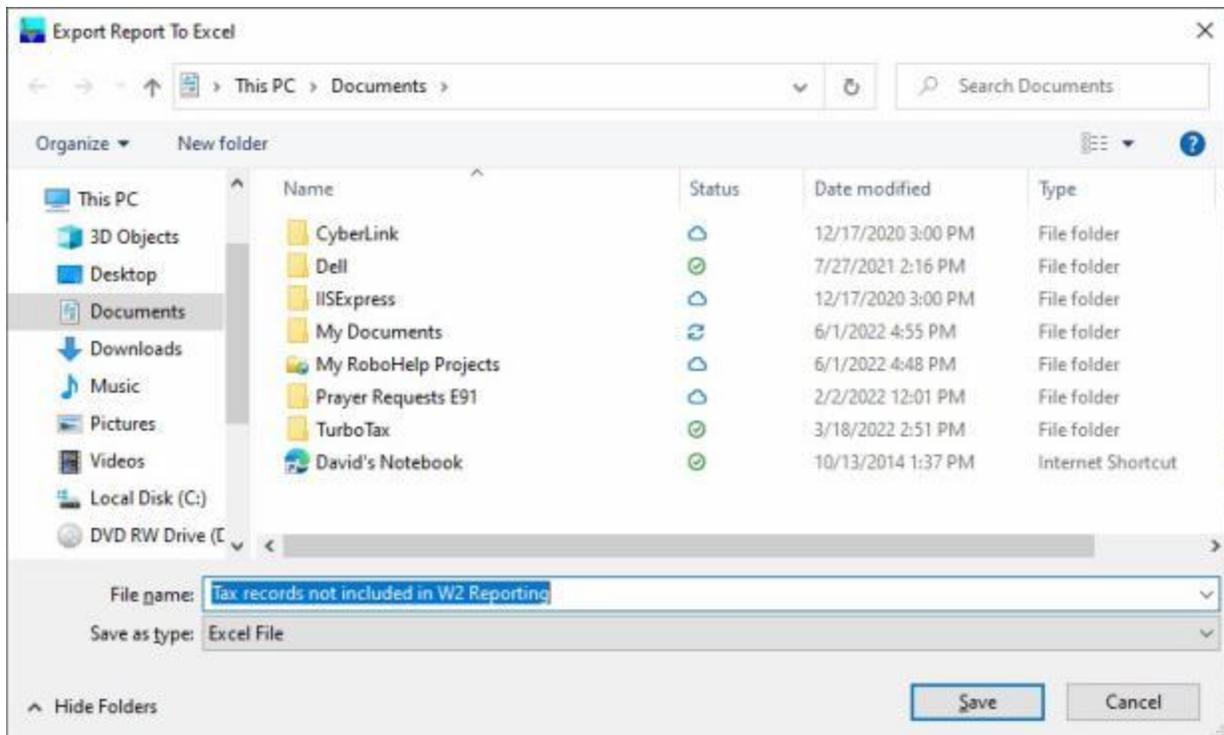 Export Report To Excel
This PC > Documents >
Search Documents
Organize
New folder
Name Status Date modified Type
This PC
3D Objects
Desktop
Documents
Downloads
Music
Pictures
Videos
Local Disk (C:)
DVD RW Drive (D
CyberLink 12/17/2020 3:00 PM File folder
Dell 7/27/2021 2:16 PM File folder
IISExpress 12/17/2020 3:00 PM File folder
My Documents 6/1/2022 4:55 PM File folder
My RoboHelp Projects 6/1/2022 4:48 PM File folder
Prayer Requests E91 2/2/2022 12:01 PM File folder
TurboTax 3/18/2022 2:51 PM File folder
David's Notebook 10/13/2014 1:37 PM Internet Shortcut
File name: Tax records not included in W2 Reporting
Save as type: Excel File
Hide Folders
Save
Cancel